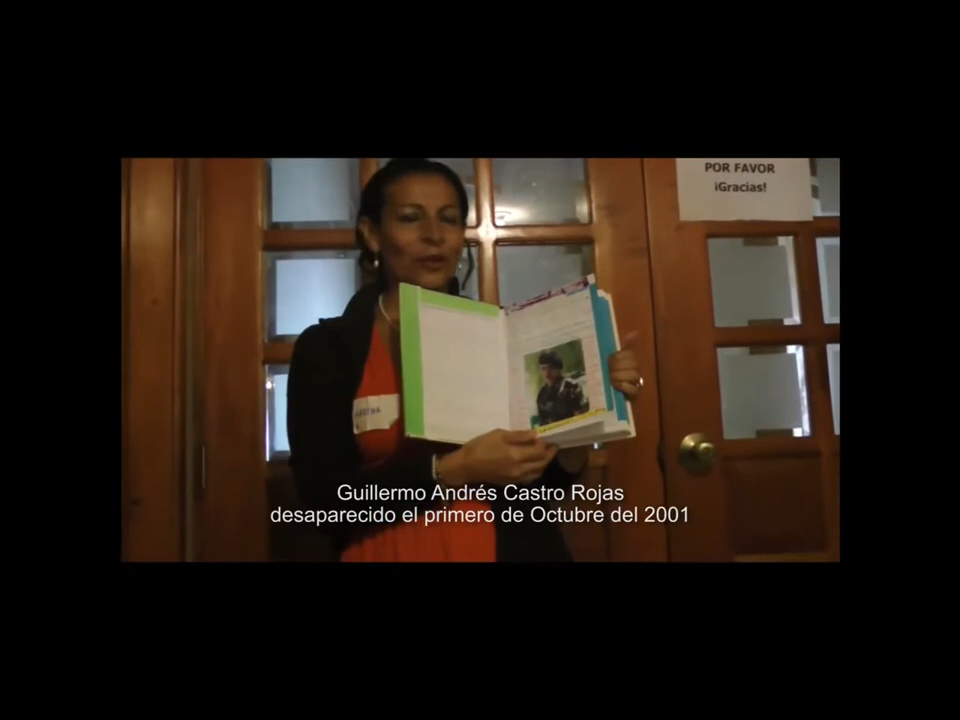 POR FAVOR
¡Gracias!
Guillermo Andrés Castro Rojas
desaparecido el primero de Octubre del 2001